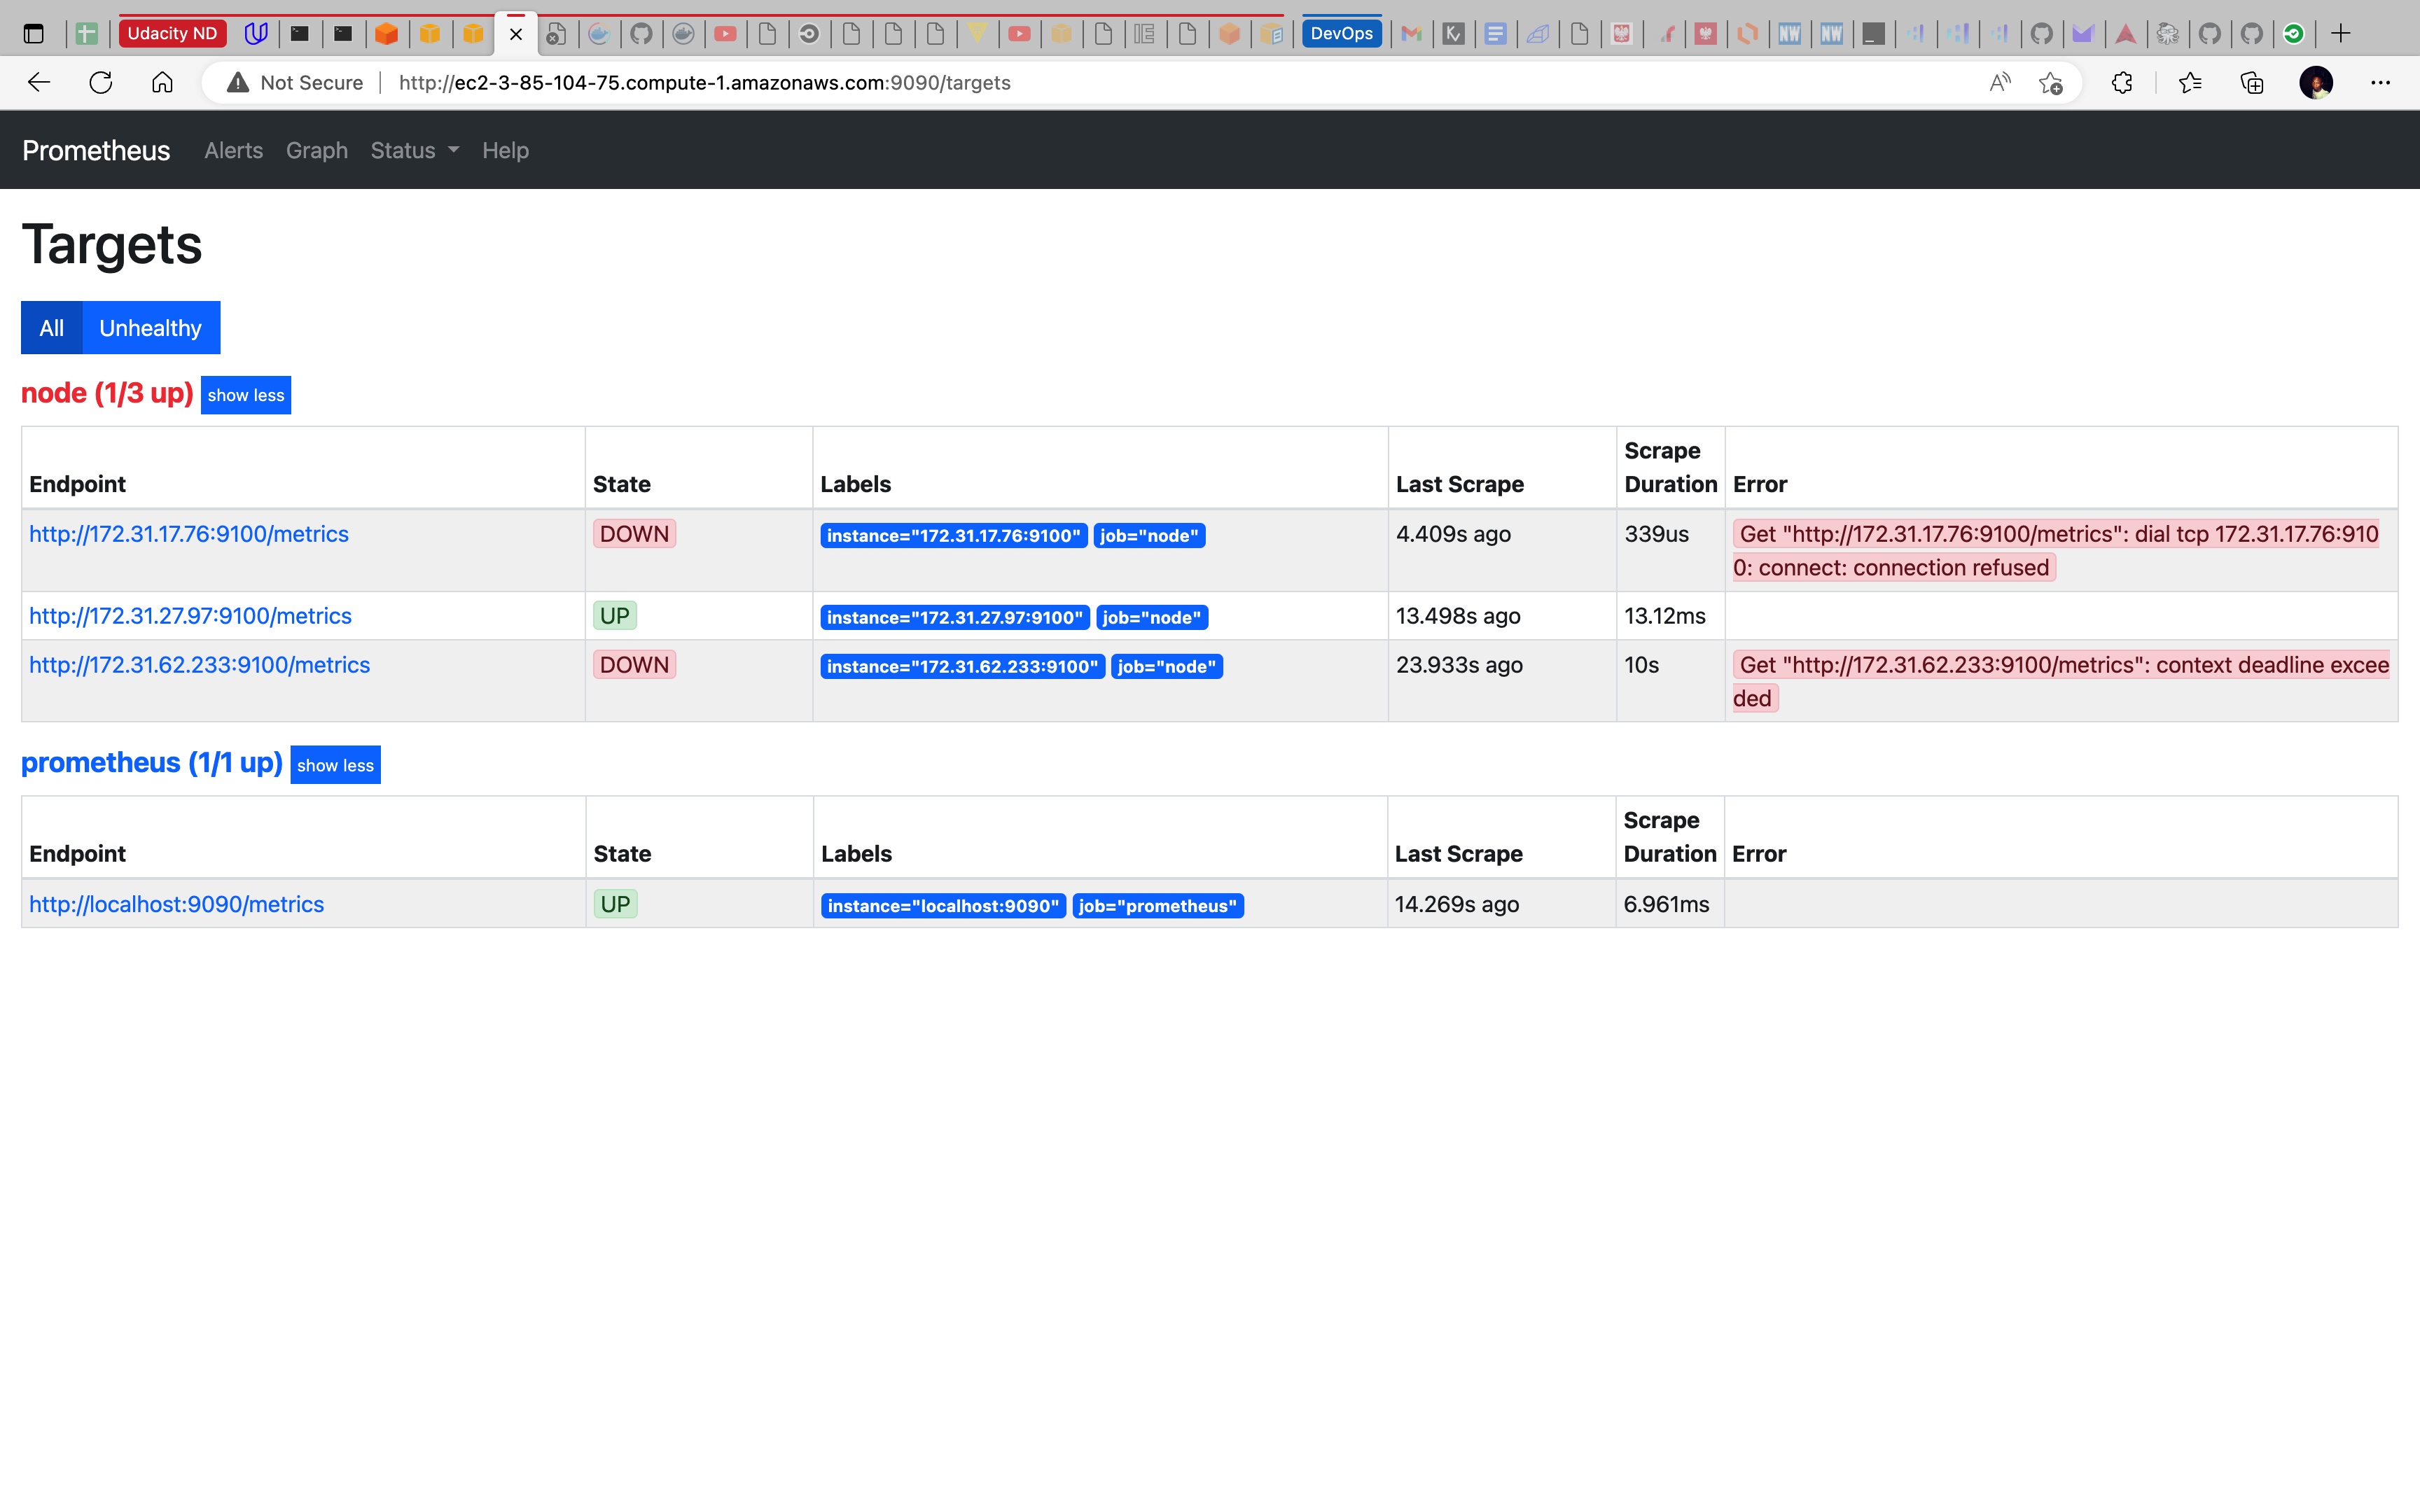 Udacity ND
DevOps
NW NW
Not Secure | http://ec2-3-85-104-75.compute-1.amazonaws.com:9090/targets
Prometheus Alerts Graph Status Help
Targets
All Unhealthy
node (1/3 up) show less
Endpoint State Labels Last Scrape Scrape Duration Error
http://172.31.17.76:9100/metrics DOWN instance="172.31.17.76:9100" job="node" 4.409s ago 339us Get "http://172.31.17.76:9100/metrics": dial tcp 172.31.17.76:910
0: connect: connection refused
http://172.31.27.97:9100/metrics UP instance="172.31.27.97:9100" job="node" 13.498s ago 13.12ms
http://172.31.62.233:9100/metrics DOWN instance="172.31.62.233:9100" job="node" 23.933s ago 10s Get "http://172.31.62.233:9100/metrics": context deadline excee
ded
prometheus (1/1 up) show less
Endpoint State Labels Last Scrape Scrape Duration Error
http://localhost:9090/metrics UP instance="localhost:9090" job="prometheus" 14.269s ago 6.961ms